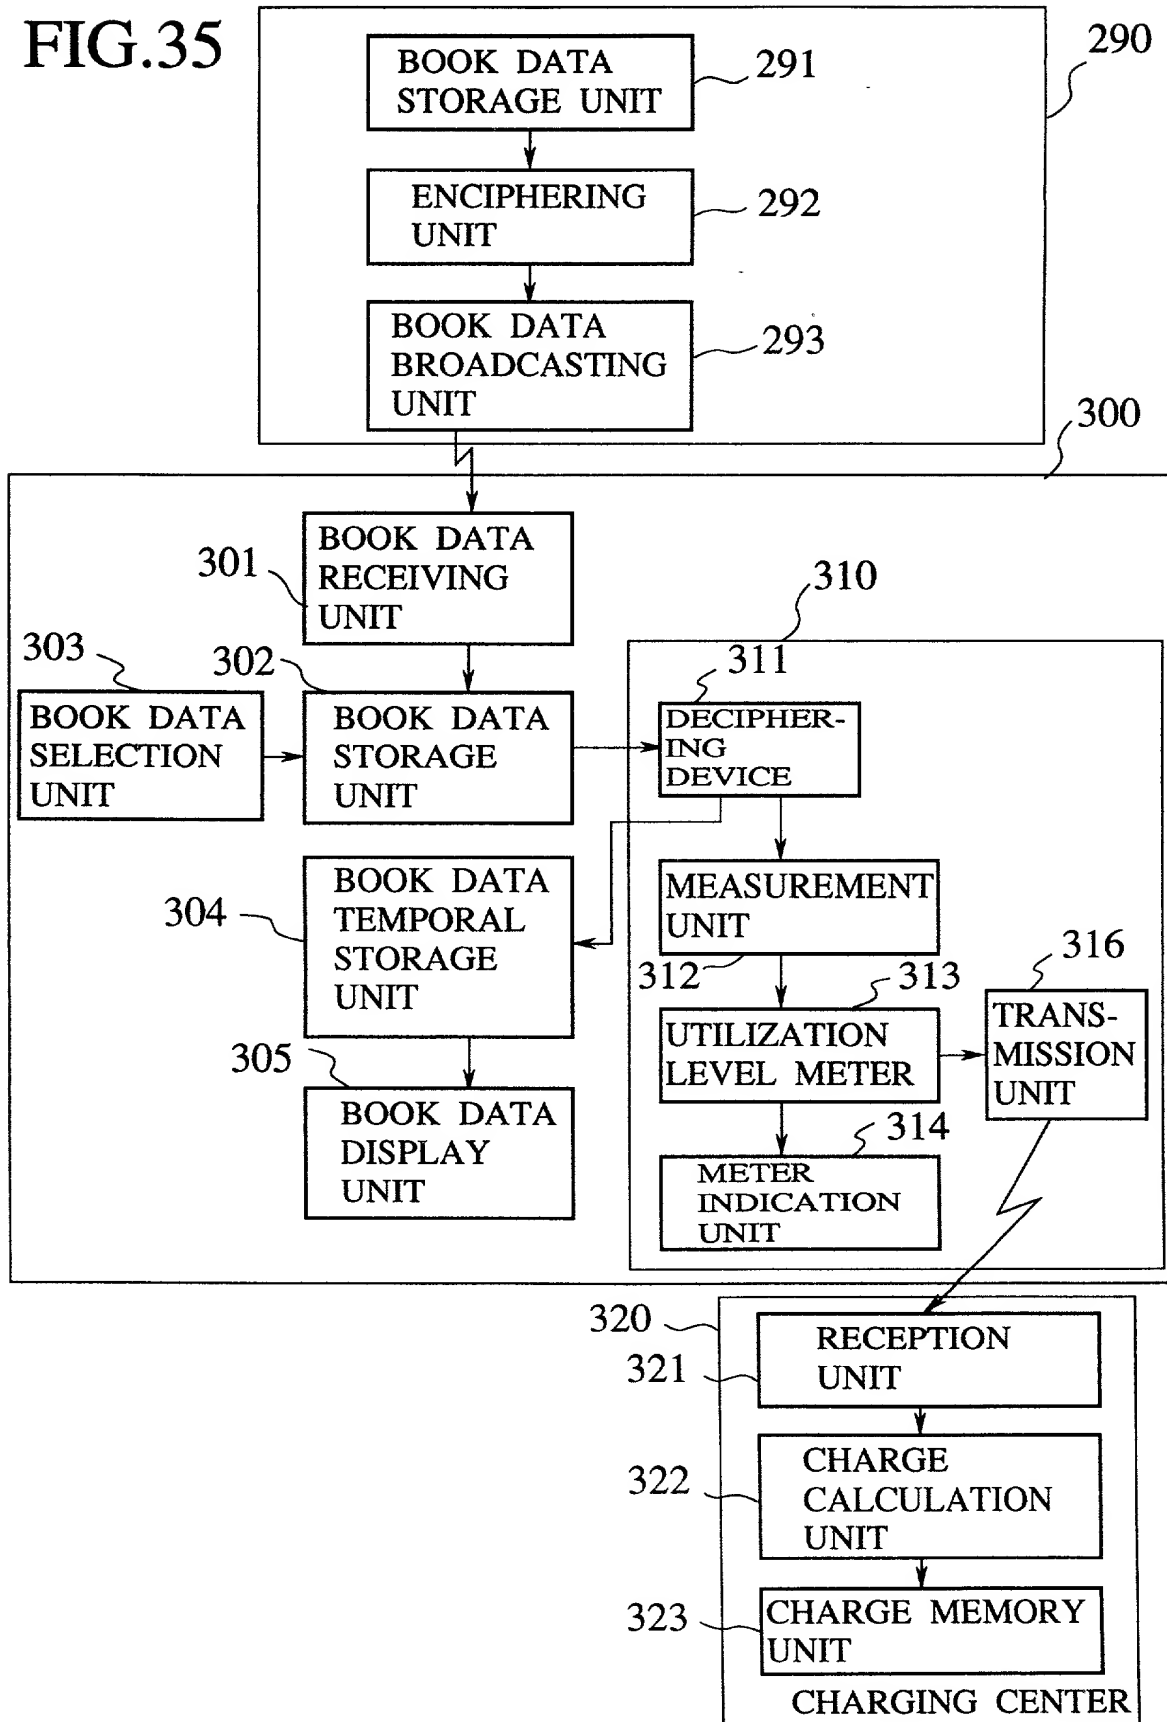 FIG.35
290
BOOK DATA
STORAGE UNIT
291
ENCIPHERING
UNIT
292
BOOK DATA
BROADCASTING
UNIT
293
300
BOOK DATA
RECEIVING
UNIT
301
303
BOOK DATA
SELECTION
UNIT
302
BOOK DATA
STORAGE
UNIT
310
311
DECIPHER-
ING
DEVICE
304
BOOK DATA
TEMPORAL
STORAGE
UNIT
MEASUREMENT
UNIT
312
313
UTILIZATION
LEVEL METER
316
TRANS-
MISSION
UNIT
305
BOOK DATA
DISPLAY
UNIT
314
METER
INDICATION
UNIT
320
RECEPTION
UNIT
321
CHARGE
CALCULATION
UNIT
322
CHARGE MEMORY
UNIT
323
CHARGING CENTER